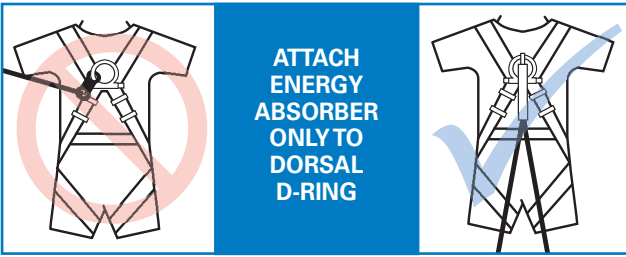 ATTACH
ENERGY
ABSORBER
ONLY TO
DORSAL
D-RING